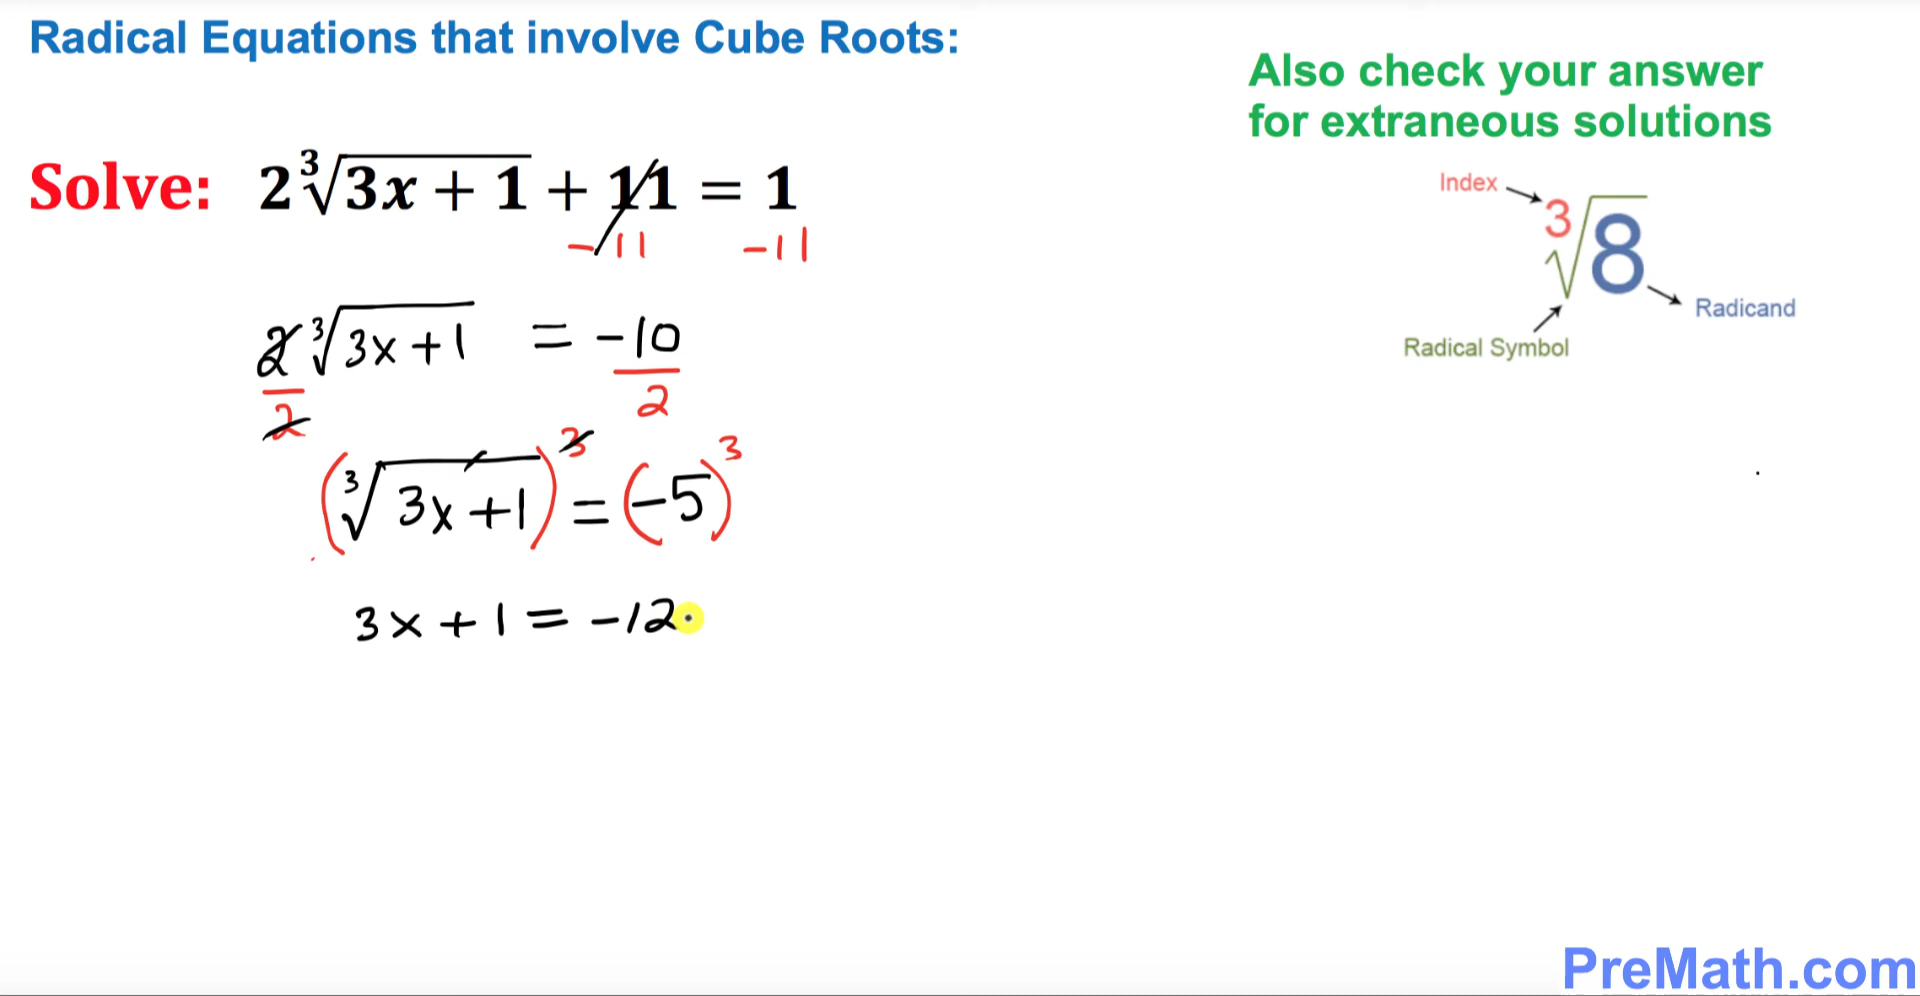 Radical Equations that involve Cube Roots:
Also check your answer
for extraneous solutions
Solve: 2∛(3x + 1) + 11 = 1
-11 -11
Index
3√8
Radicand
Radical Symbol
2∛(3x+1) = -10
2 2
(∛(3x+1))³ = (-5)³
3x+1 = -12
PreMath.com